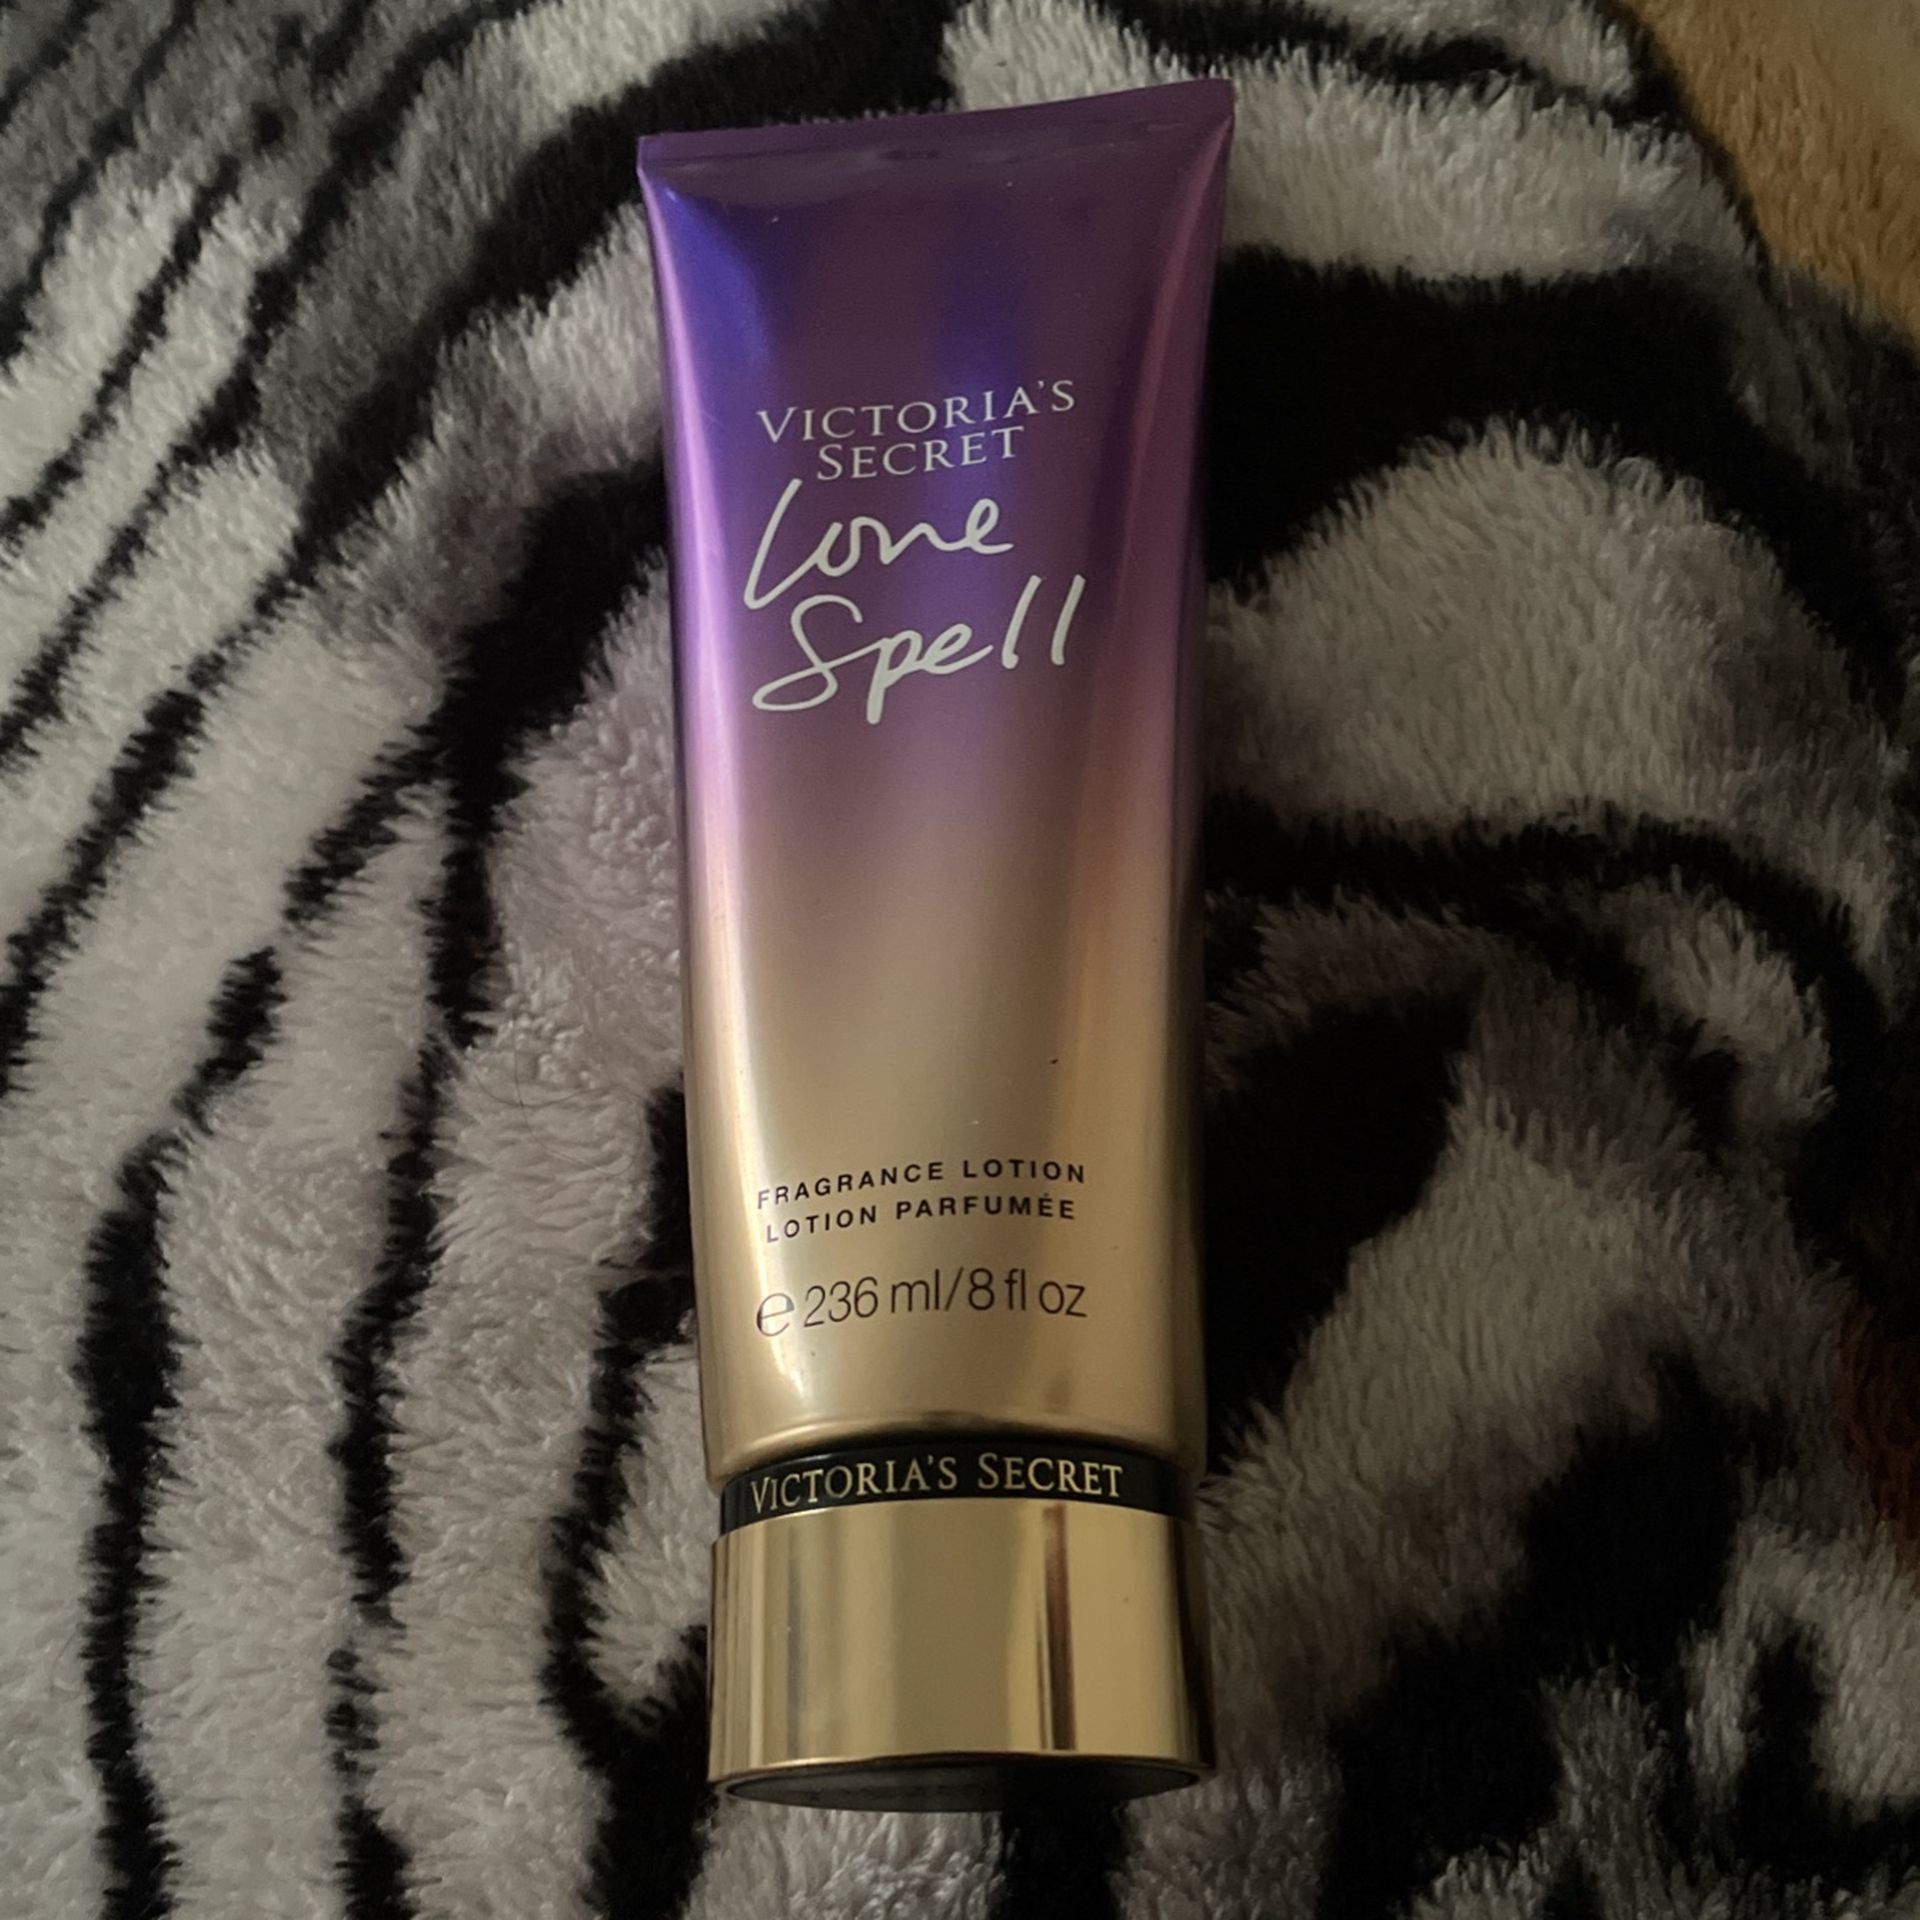 VICTORIA'S
SECRET
Love
Spell
FRAGRANCE LOTION
LOTION PARFUMÉE
℮ 236 ml/8 fl oz
VICTORIA'S SECRET